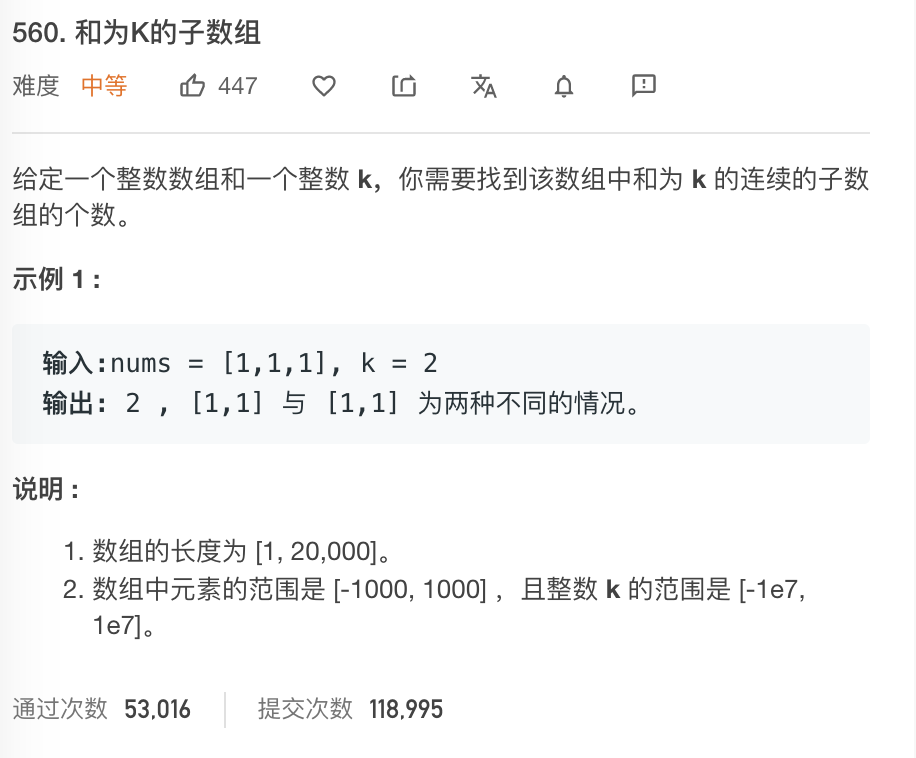 560. 和为K的子数组
难度 中等 447
给定一个整数数组和一个整数 k，你需要找到该数组中和为 k 的连续的子数
组的个数。
示例 1 :
输入:nums = [1,1,1], k = 2
输出: 2 , [1,1] 与 [1,1] 为两种不同的情况。
说明 :
1. 数组的长度为 [1, 20,000]。
2. 数组中元素的范围是 [-1000, 1000] ，且整数 k 的范围是 [-1e7,
1e7]。
通过次数 53,016 提交次数 118,995